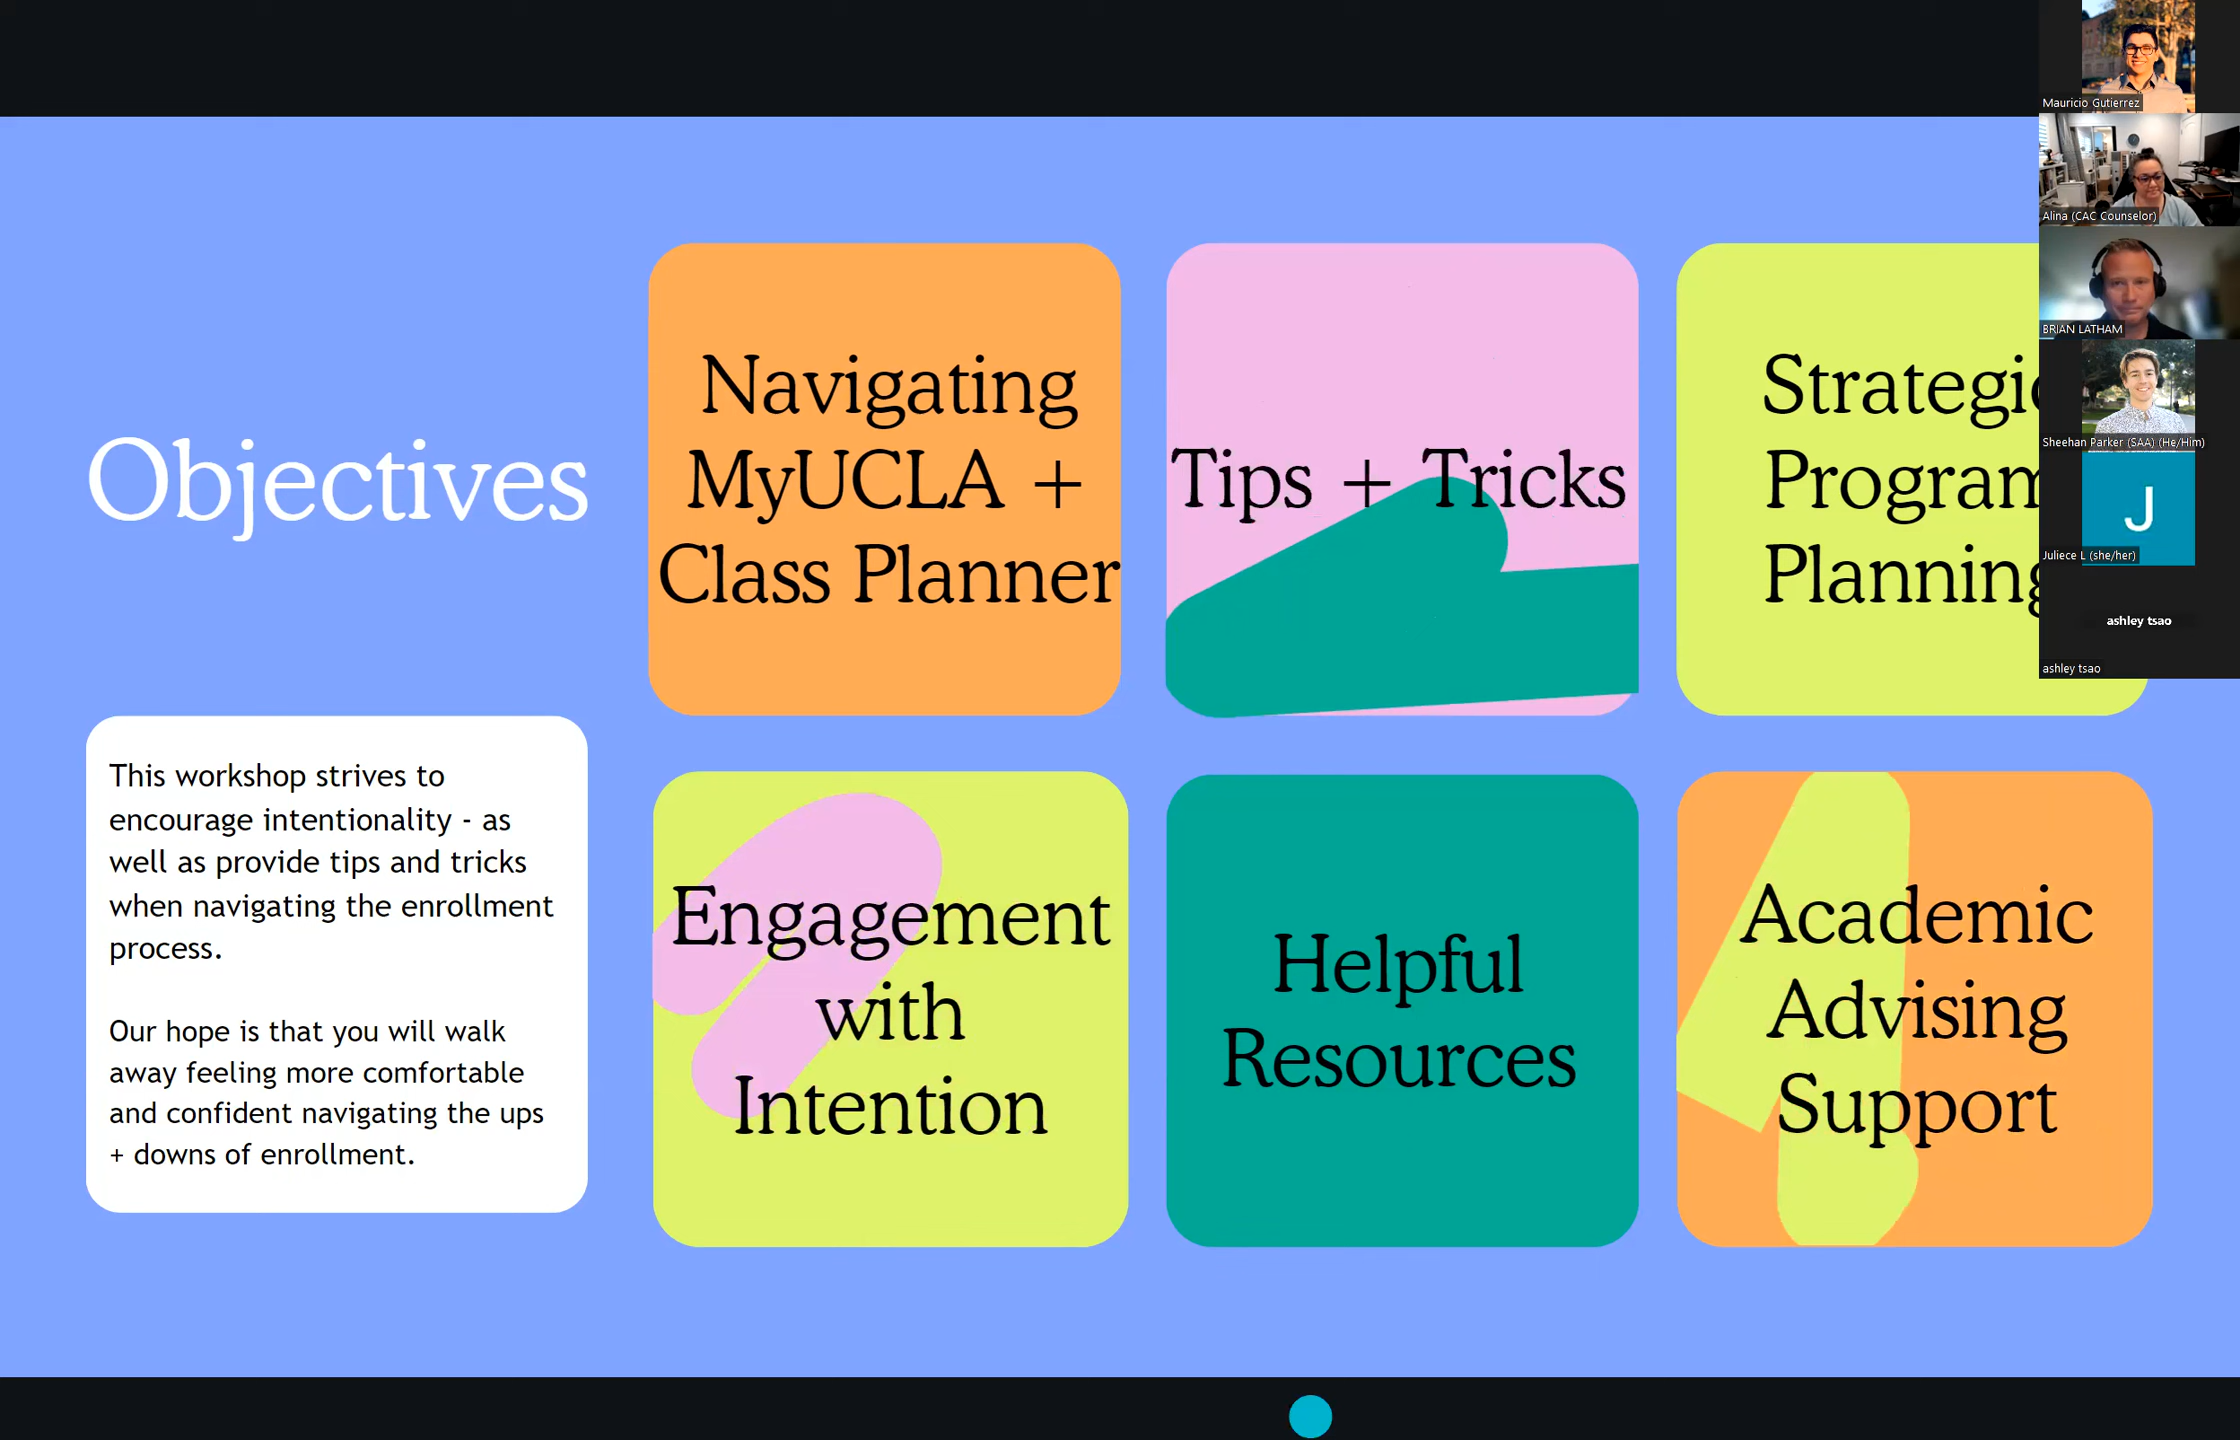 Objectives
This workshop strives to
encourage intentionality - as
well as provide tips and tricks
when navigating the enrollment
process.
Our hope is that you will walk
away feeling more comfortable
and confident navigating the ups
+ downs of enrollment.
Navigating
MyUCLA +
Class Planner
Tips + Tricks
Strategic
Program
Planning
Engagement
with
Intention
Helpful
Resources
Academic
Advising
Support
Mauricio Gutierrez
Alina (CAC Counselor)
BRIAN LATHAM
Sheehan Parker (SAA) (He/Him)
J
Juliece L (she/her)
ashley tsao
ashley tsao